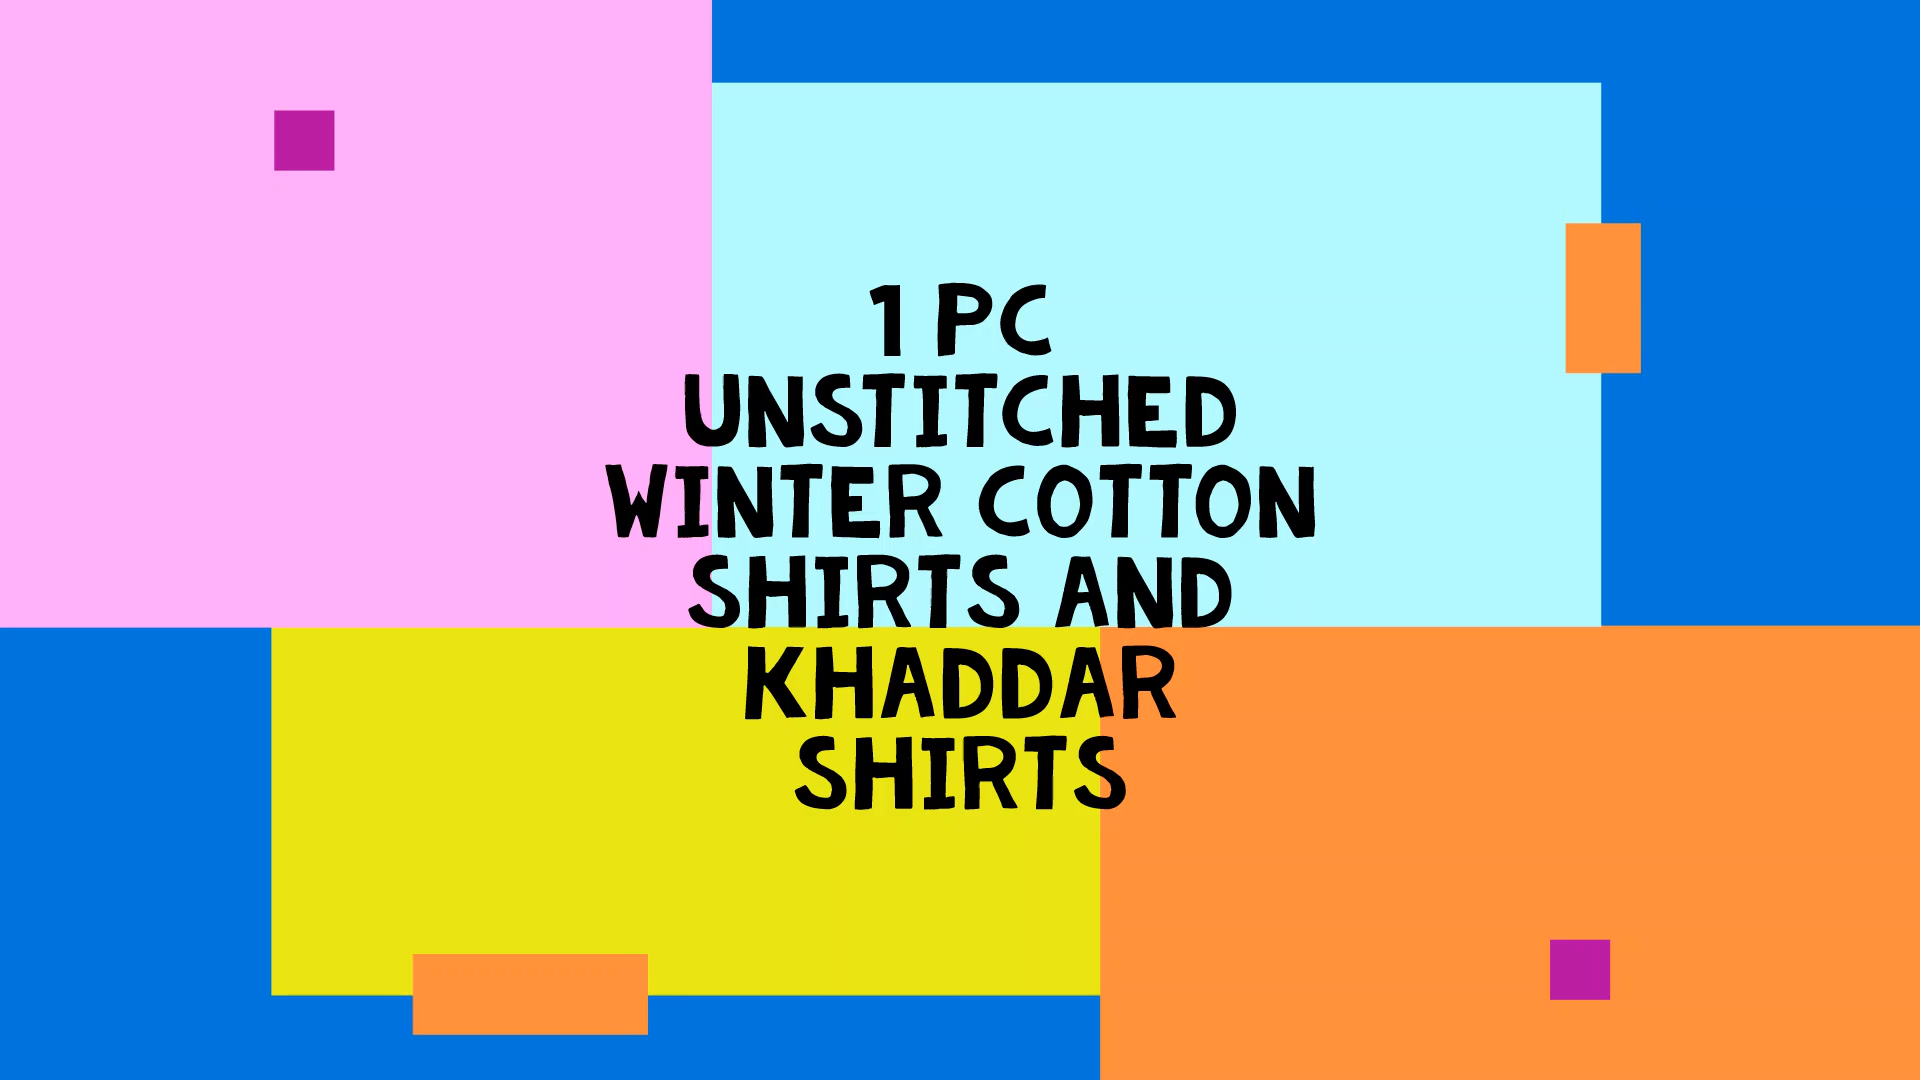 1 PC
UNSTITCHED
WINTER COTTON
SHIRTS AND
KHADDAR
SHIRTS